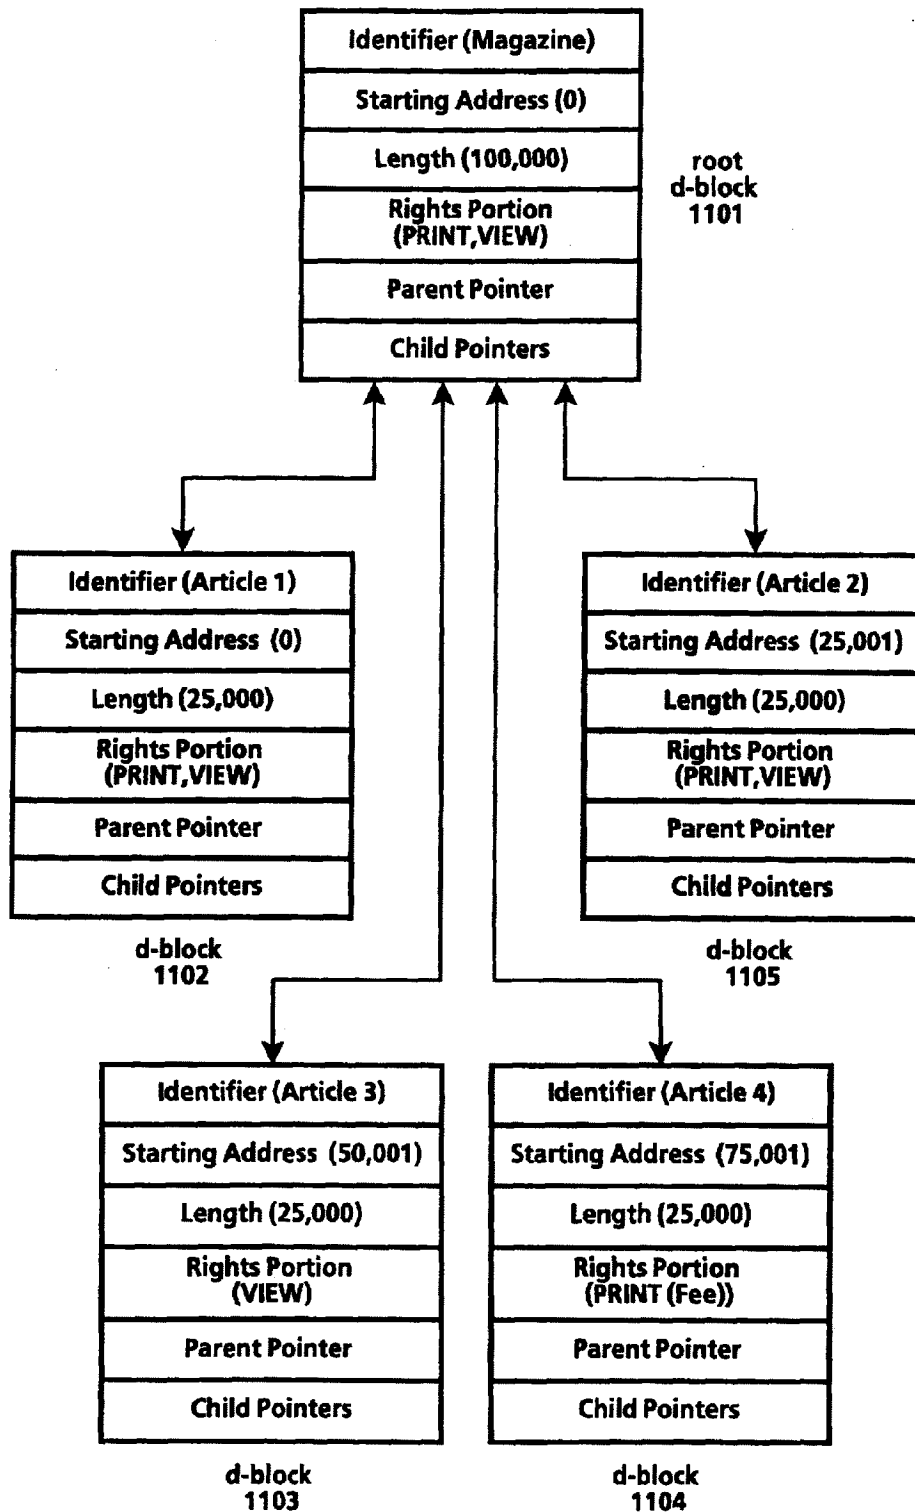 Identifier (Magazine)
Starting Address (0)
Length (100,000)
Rights Portion
(PRINT,VIEW)
Parent Pointer
Child Pointers
root
d-block
1101
Identifier (Article 1)
Starting Address (0)
Length (25,000)
Rights Portion
(PRINT,VIEW)
Parent Pointer
Child Pointers
d-block
1102
Identifier (Article 2)
Starting Address (25,001)
Length (25,000)
Rights Portion
(PRINT,VIEW)
Parent Pointer
Child Pointers
d-block
1105
Identifier (Article 3)
Starting Address (50,001)
Length (25,000)
Rights Portion
(VIEW)
Parent Pointer
Child Pointers
d-block
1103
Identifier (Article 4)
Starting Address (75,001)
Length (25,000)
Rights Portion
(PRINT (Fee))
Parent Pointer
Child Pointers
d-block
1104